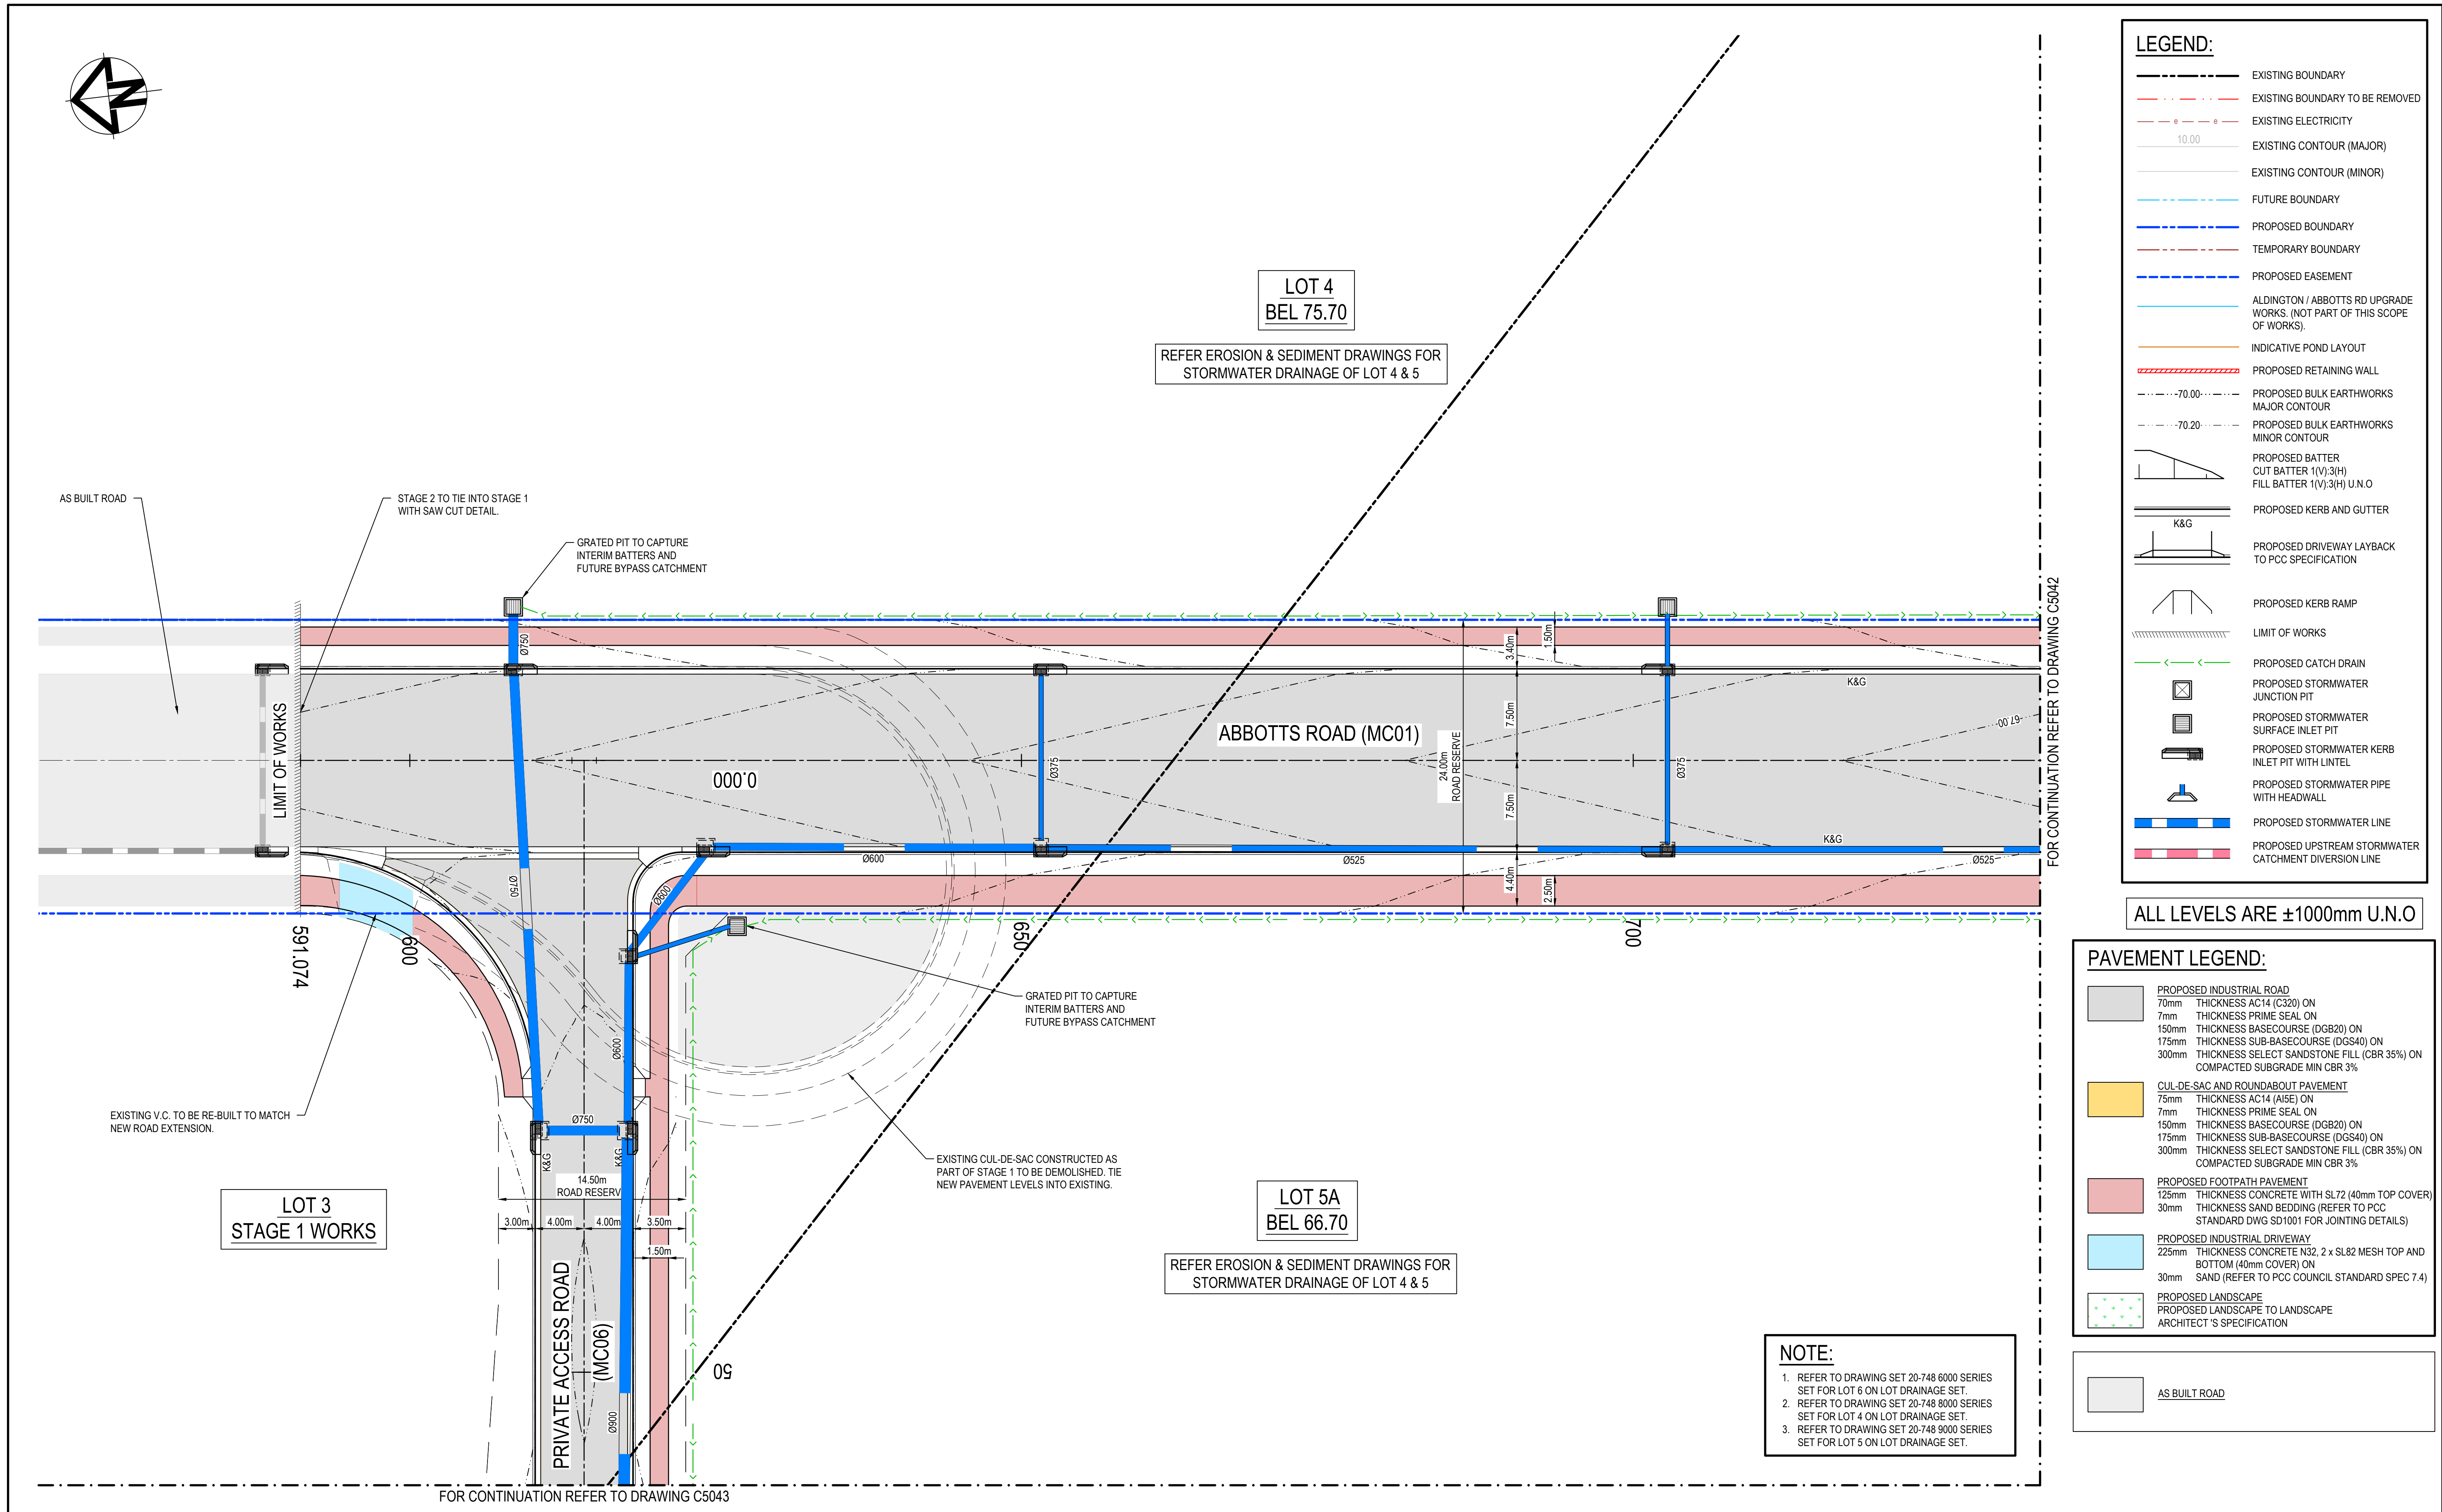 N
LOT 4
BEL 75.70
REFER EROSION & SEDIMENT DRAWINGS FOR
STORMWATER DRAINAGE OF LOT 4 & 5
AS BUILT ROAD
STAGE 2 TO TIE INTO STAGE 1
WITH SAW CUT DETAIL.
GRATED PIT TO CAPTURE
INTERIM BATTERS AND
FUTURE BYPASS CATCHMENT
Ø750
3.40m
1.50m
K&G
67.00
LIMIT OF WORKS
ABBOTTS ROAD (MC01)
7.50m
24.00m
ROAD RESERVE
0.000
Ø375
Ø375
7.50m
K&G
Ø600
Ø525
Ø525
Ø750
Ø600
4.40m
2.50m
591.074
600
650
700
GRATED PIT TO CAPTURE
INTERIM BATTERS AND
FUTURE BYPASS CATCHMENT
Ø600
EXISTING V.C. TO BE RE-BUILT TO MATCH
NEW ROAD EXTENSION.
Ø750
K&G
K&G
EXISTING CUL-DE-SAC CONSTRUCTED AS
PART OF STAGE 1 TO BE DEMOLISHED. TIE
NEW PAVEMENT LEVELS INTO EXISTING.
14.50m
ROAD RESERV
3.00m
4.00m
4.00m
3.50m
1.50m
LOT 3
STAGE 1 WORKS
LOT 5A
BEL 66.70
REFER EROSION & SEDIMENT DRAWINGS FOR
STORMWATER DRAINAGE OF LOT 4 & 5
PRIVATE ACCESS ROAD
(MC06)
50
Ø900
FOR CONTINUATION REFER TO DRAWING C5043
FOR CONTINUATION REFER TO DRAWING C5042
NOTE:
1. REFER TO DRAWING SET 20-748 6000 SERIES
SET FOR LOT 6 ON LOT DRAINAGE SET.
2. REFER TO DRAWING SET 20-748 8000 SERIES
SET FOR LOT 4 ON LOT DRAINAGE SET.
3. REFER TO DRAWING SET 20-748 9000 SERIES
SET FOR LOT 5 ON LOT DRAINAGE SET.
LEGEND:
EXISTING BOUNDARY
EXISTING BOUNDARY TO BE REMOVED
e e EXISTING ELECTRICITY
10.00 EXISTING CONTOUR (MAJOR)
EXISTING CONTOUR (MINOR)
FUTURE BOUNDARY
PROPOSED BOUNDARY
TEMPORARY BOUNDARY
PROPOSED EASEMENT
ALDINGTON / ABBOTTS RD UPGRADE
WORKS. (NOT PART OF THIS SCOPE
OF WORKS).
INDICATIVE POND LAYOUT
PROPOSED RETAINING WALL
70.00 PROPOSED BULK EARTHWORKS
MAJOR CONTOUR
70.20 PROPOSED BULK EARTHWORKS
MINOR CONTOUR
PROPOSED BATTER
CUT BATTER 1(V):3(H)
FILL BATTER 1(V):3(H) U.N.O
PROPOSED KERB AND GUTTER
K&G
PROPOSED DRIVEWAY LAYBACK
TO PCC SPECIFICATION
PROPOSED KERB RAMP
LIMIT OF WORKS
PROPOSED CATCH DRAIN
PROPOSED STORMWATER
JUNCTION PIT
PROPOSED STORMWATER
SURFACE INLET PIT
PROPOSED STORMWATER KERB
INLET PIT WITH LINTEL
PROPOSED STORMWATER PIPE
WITH HEADWALL
PROPOSED STORMWATER LINE
PROPOSED UPSTREAM STORMWATER
CATCHMENT DIVERSION LINE
ALL LEVELS ARE ±1000mm U.N.O
PAVEMENT LEGEND:
PROPOSED INDUSTRIAL ROAD
70mm THICKNESS AC14 (C320) ON
7mm THICKNESS PRIME SEAL ON
150mm THICKNESS BASECOURSE (DGB20) ON
175mm THICKNESS SUB-BASECOURSE (DGS40) ON
300mm THICKNESS SELECT SANDSTONE FILL (CBR 35%) ON
COMPACTED SUBGRADE MIN CBR 3%
CUL-DE-SAC AND ROUNDABOUT PAVEMENT
75mm THICKNESS AC14 (AI5E) ON
7mm THICKNESS PRIME SEAL ON
150mm THICKNESS BASECOURSE (DGB20) ON
175mm THICKNESS SUB-BASECOURSE (DGS40) ON
300mm THICKNESS SELECT SANDSTONE FILL (CBR 35%) ON
COMPACTED SUBGRADE MIN CBR 3%
PROPOSED FOOTPATH PAVEMENT
125mm THICKNESS CONCRETE WITH SL72 (40mm TOP COVER)
30mm THICKNESS SAND BEDDING (REFER TO PCC
STANDARD DWG SD1001 FOR JOINTING DETAILS)
PROPOSED INDUSTRIAL DRIVEWAY
225mm THICKNESS CONCRETE N32, 2 x SL82 MESH TOP AND
BOTTOM (40mm COVER) ON
30mm SAND (REFER TO PCC COUNCIL STANDARD SPEC 7.4)
PROPOSED LANDSCAPE
PROPOSED LANDSCAPE TO LANDSCAPE
ARCHITECT 'S SPECIFICATION
AS BUILT ROAD